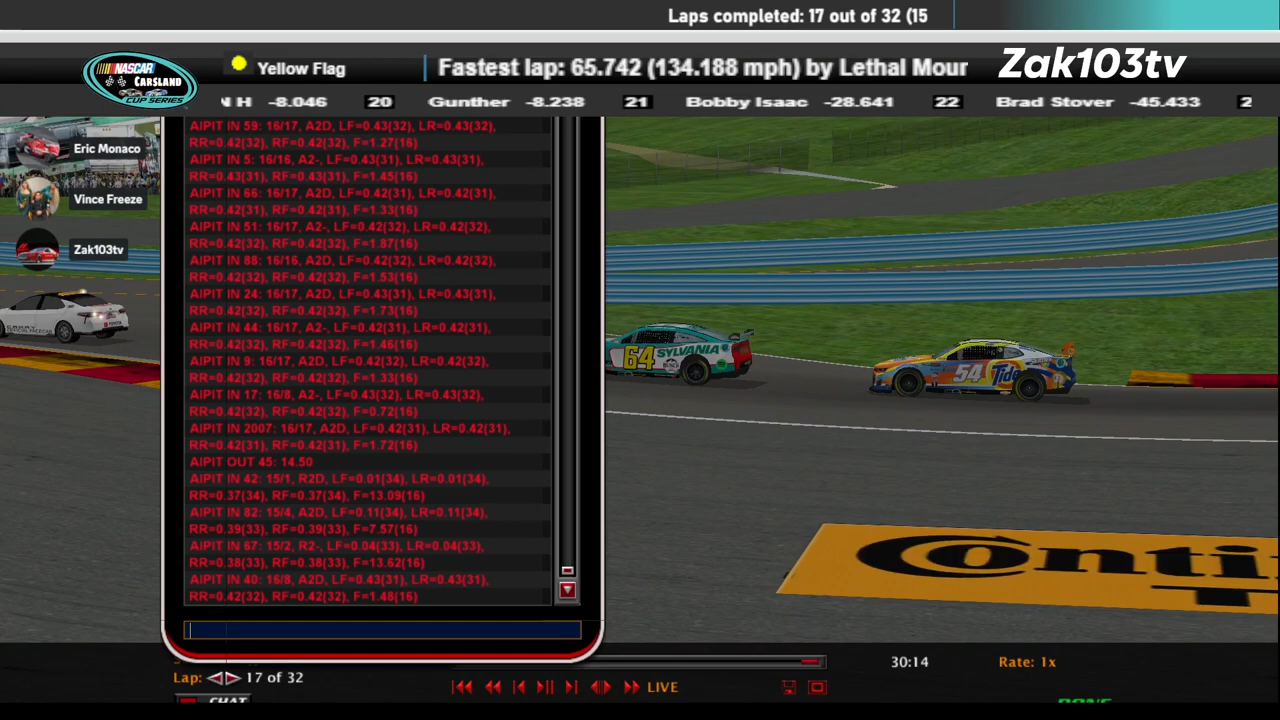 Laps completed: 17 out of 32 (15
NASCAR
CARSLAND
CUP SERIES
Yellow Flag
Fastest lap: 65.742 (134.188 mph) by Lethal Mour
Zak103tv
N H -8.046 20 Gunther -8.238 21 Bobby Isaac -28.641 22 Brad Stover -45.433 2
Eric Monaco
Vince Freeze
Zak103tv
AIPIT IN 59: 16/17, A2D, LF=0.43(32), LR=0.43(32),
RR=0.42(32), RF=0.42(32), F=1.27(16)
AIPIT IN 5: 16/16, A2-, LF=0.43(31), LR=0.43(31),
RR=0.43(31), RF=0.43(31), F=1.45(16)
AIPIT IN 66: 16/17, A2D, LF=0.42(31), LR=0.42(31),
RR=0.42(31), RF=0.42(31), F=1.33(16)
AIPIT IN 51: 16/17, A2-, LF=0.42(32), LR=0.42(32),
RR=0.42(32), RF=0.42(32), F=1.87(16)
AIPIT IN 88: 16/16, A2D, LF=0.42(32), LR=0.42(32),
RR=0.42(32), RF=0.42(32), F=1.53(16)
AIPIT IN 24: 16/17, A2D, LF=0.43(31), LR=0.43(31),
RR=0.42(32), RF=0.42(32), F=1.73(16)
AIPIT IN 44: 16/17, A2-, LF=0.42(31), LR=0.42(31),
RR=0.42(32), RF=0.42(32), F=1.46(16)
AIPIT IN 9: 16/17, A2D, LF=0.42(32), LR=0.42(32),
RR=0.42(32), RF=0.42(32), F=1.33(16)
AIPIT IN 17: 16/8, A2-, LF=0.43(32), LR=0.43(32),
RR=0.42(32), RF=0.42(32), F=0.72(16)
AIPIT IN 2007: 16/17, A2D, LF=0.42(31), LR=0.42(31),
RR=0.42(31), RF=0.42(31), F=1.72(16)
AIPIT OUT 45: 14.50
AIPIT IN 42: 15/1, R2D, LF=0.01(34), LR=0.01(34),
RR=0.37(34), RF=0.37(34), F=13.09(16)
AIPIT IN 82: 15/4, A2D, LF=0.11(34), LR=0.11(34),
RR=0.39(33), RF=0.39(33), F=7.57(16)
AIPIT IN 67: 15/2, R2-, LF=0.04(33), LR=0.04(33),
RR=0.38(33), RF=0.38(33), F=13.62(16)
AIPIT IN 40: 16/8, A2D, LF=0.43(31), LR=0.43(31),
RR=0.42(32), RF=0.42(32), F=1.48(16)
64 SYLVANIA
54 Tide
Conti
30:14
Rate: 1x
Lap: 17 of 32
LIVE
CHAT